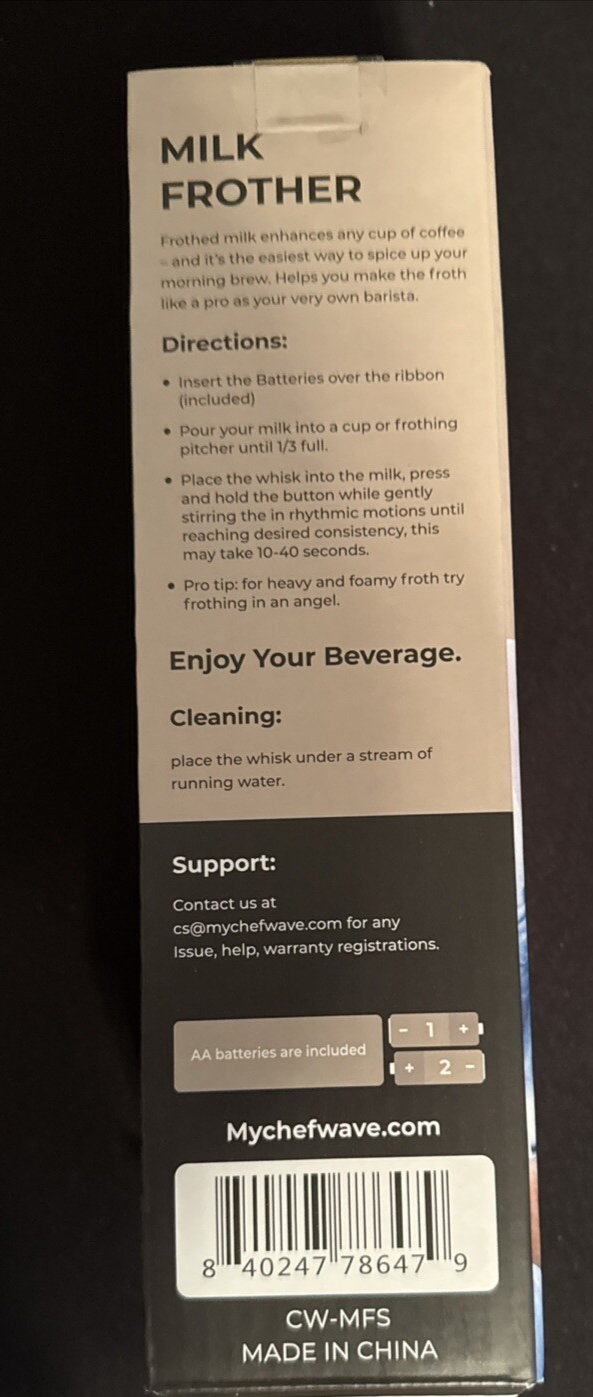 MILK
FROTHER
Frothed milk enhances any cup of coffee
- and it's the easiest way to spice up your
morning brew. Helps you make the froth
like a pro as your very own barista.
Directions:
• Insert the Batteries over the ribbon
(included)
• Pour your milk into a cup or frothing
pitcher until 1/3 full.
• Place the whisk into the milk, press
and hold the button while gently
stirring the in rhythmic motions until
reaching desired consistency, this
may take 10-40 seconds.
• Pro tip: for heavy and foamy froth try
frothing in an angel.
Enjoy Your Beverage.
Cleaning:
place the whisk under a stream of
running water.
Support:
Contact us at
cs@mychefwave.com for any
Issue, help, warranty registrations.
AA batteries are included
- 1 +
+ 2 -
Mychefwave.com
8 40247 78647 9
CW-MFS
MADE IN CHINA